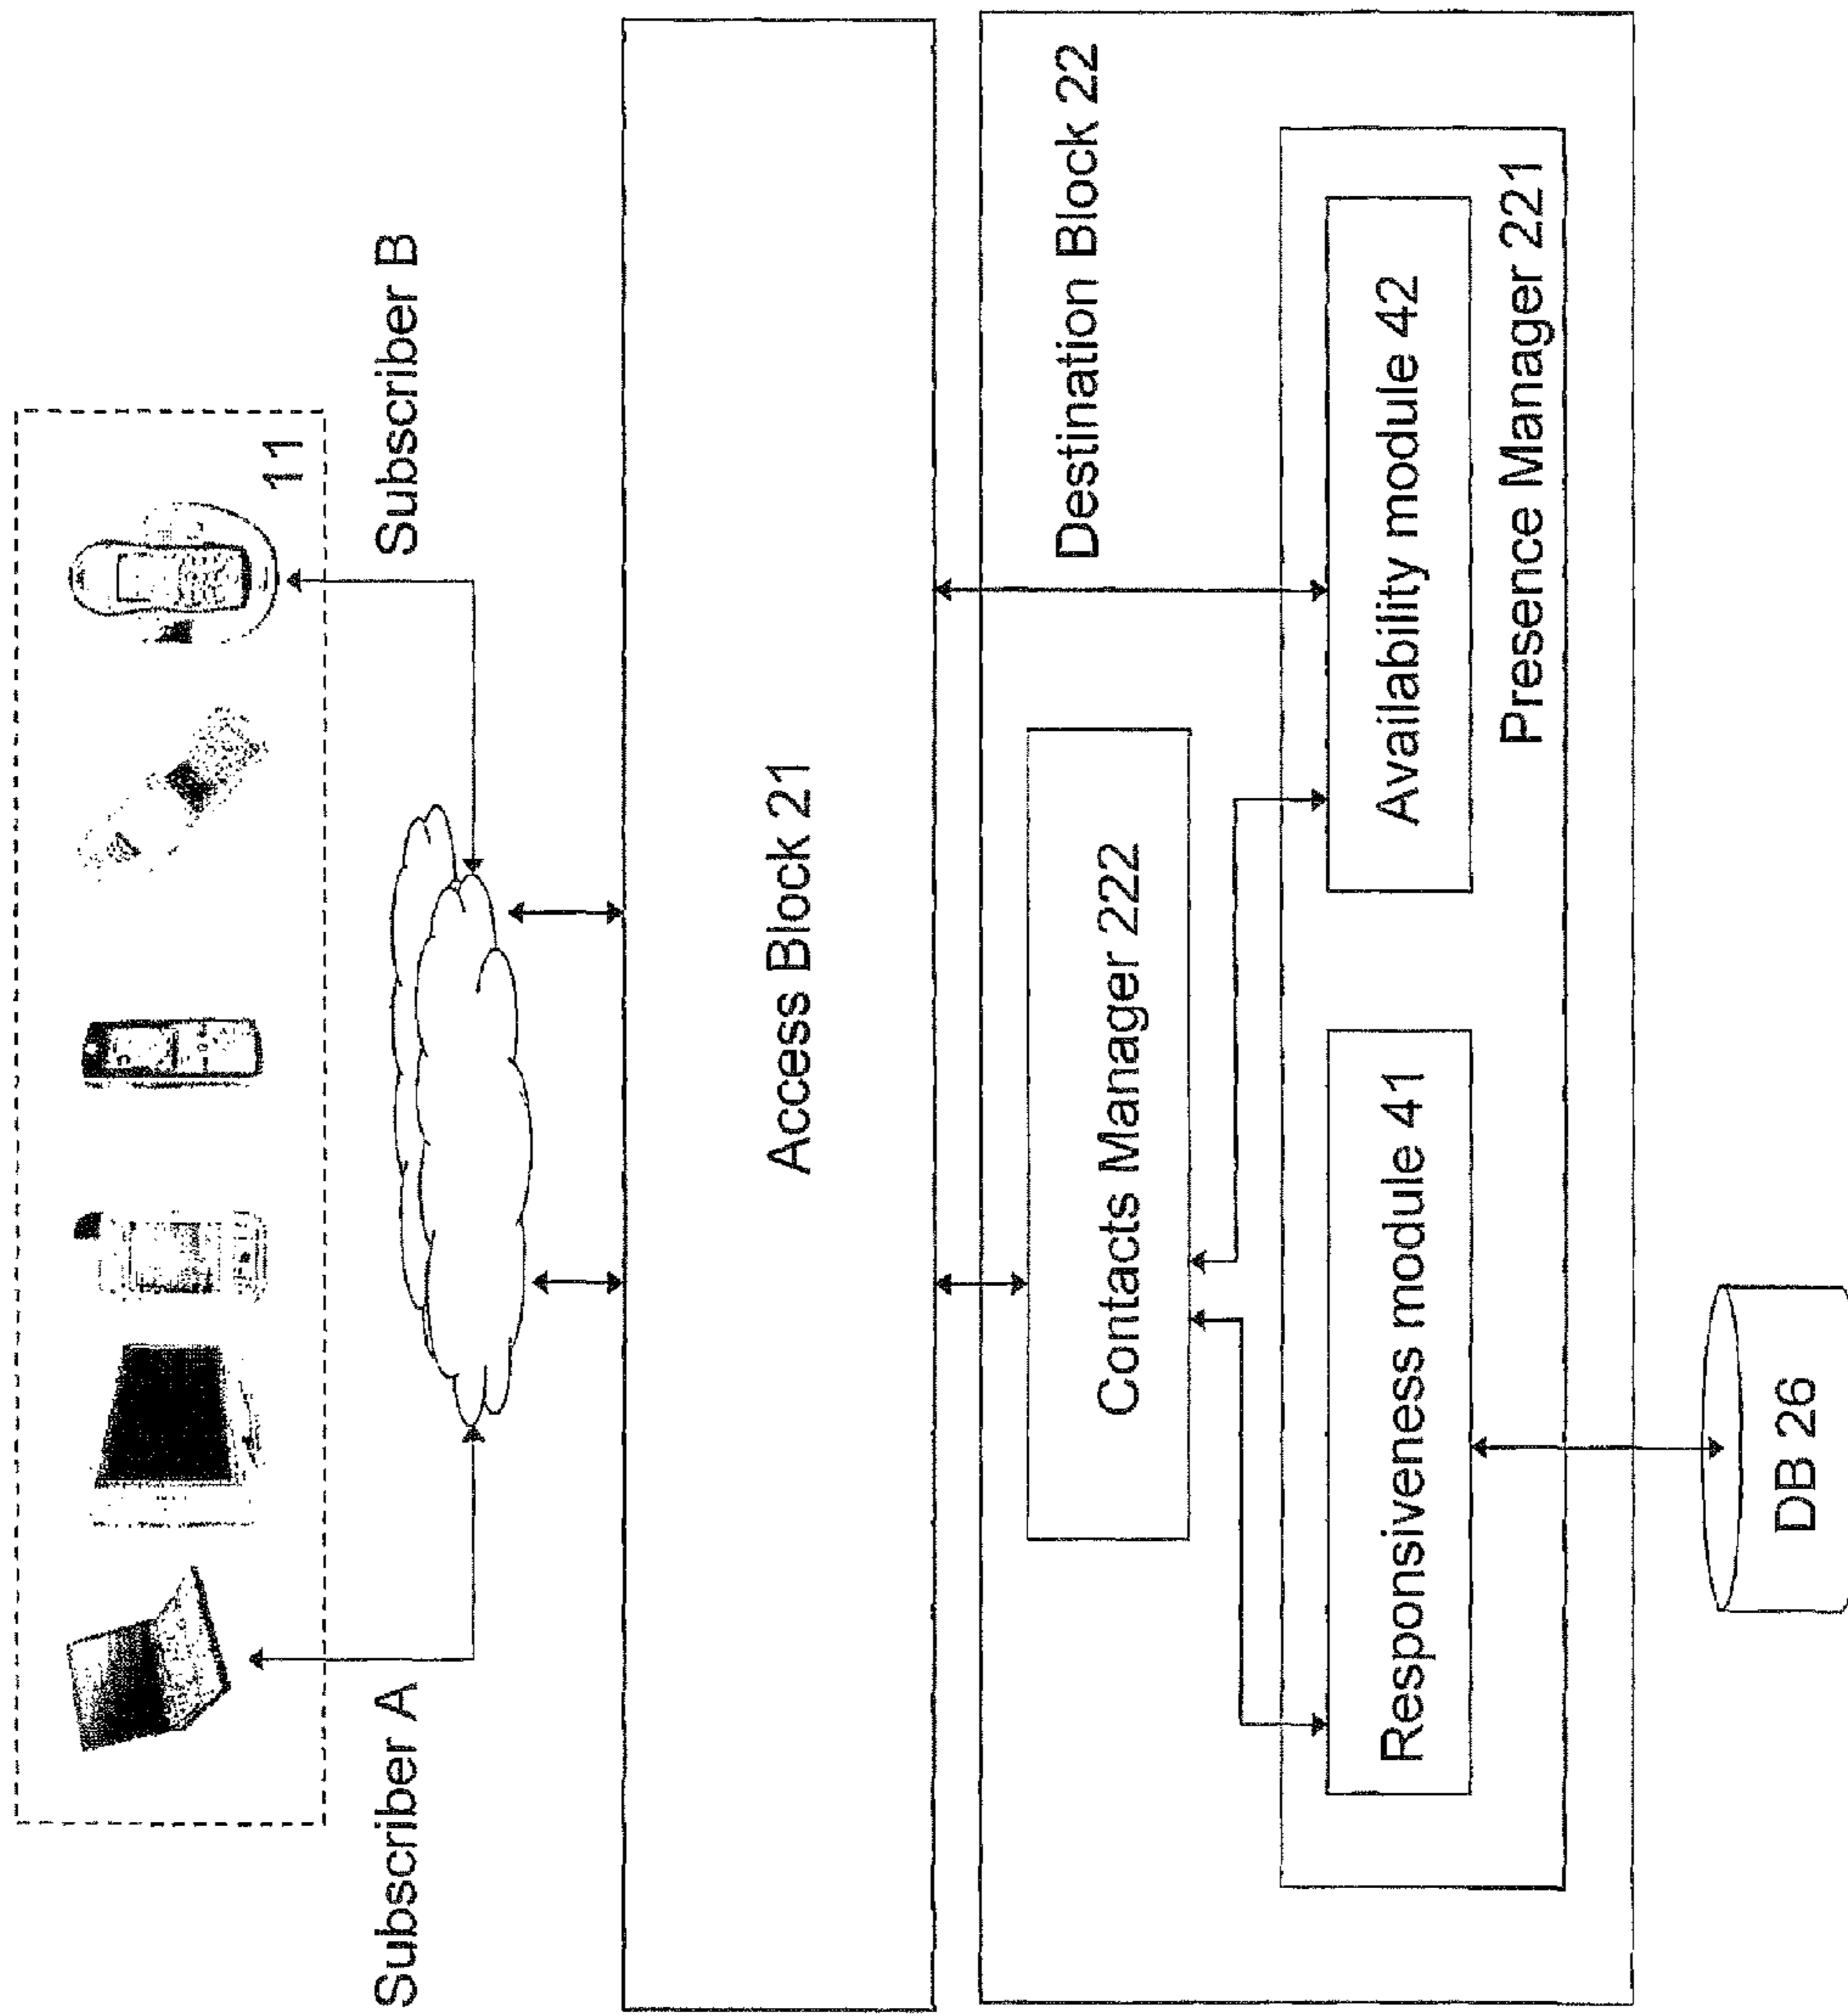 11
Subscriber A
Subscriber B
Access Block 21
Destination Block 22
Contacts Manager 222
Responsiveness module 41
Availability module 42
Presence Manager 221
DB 26